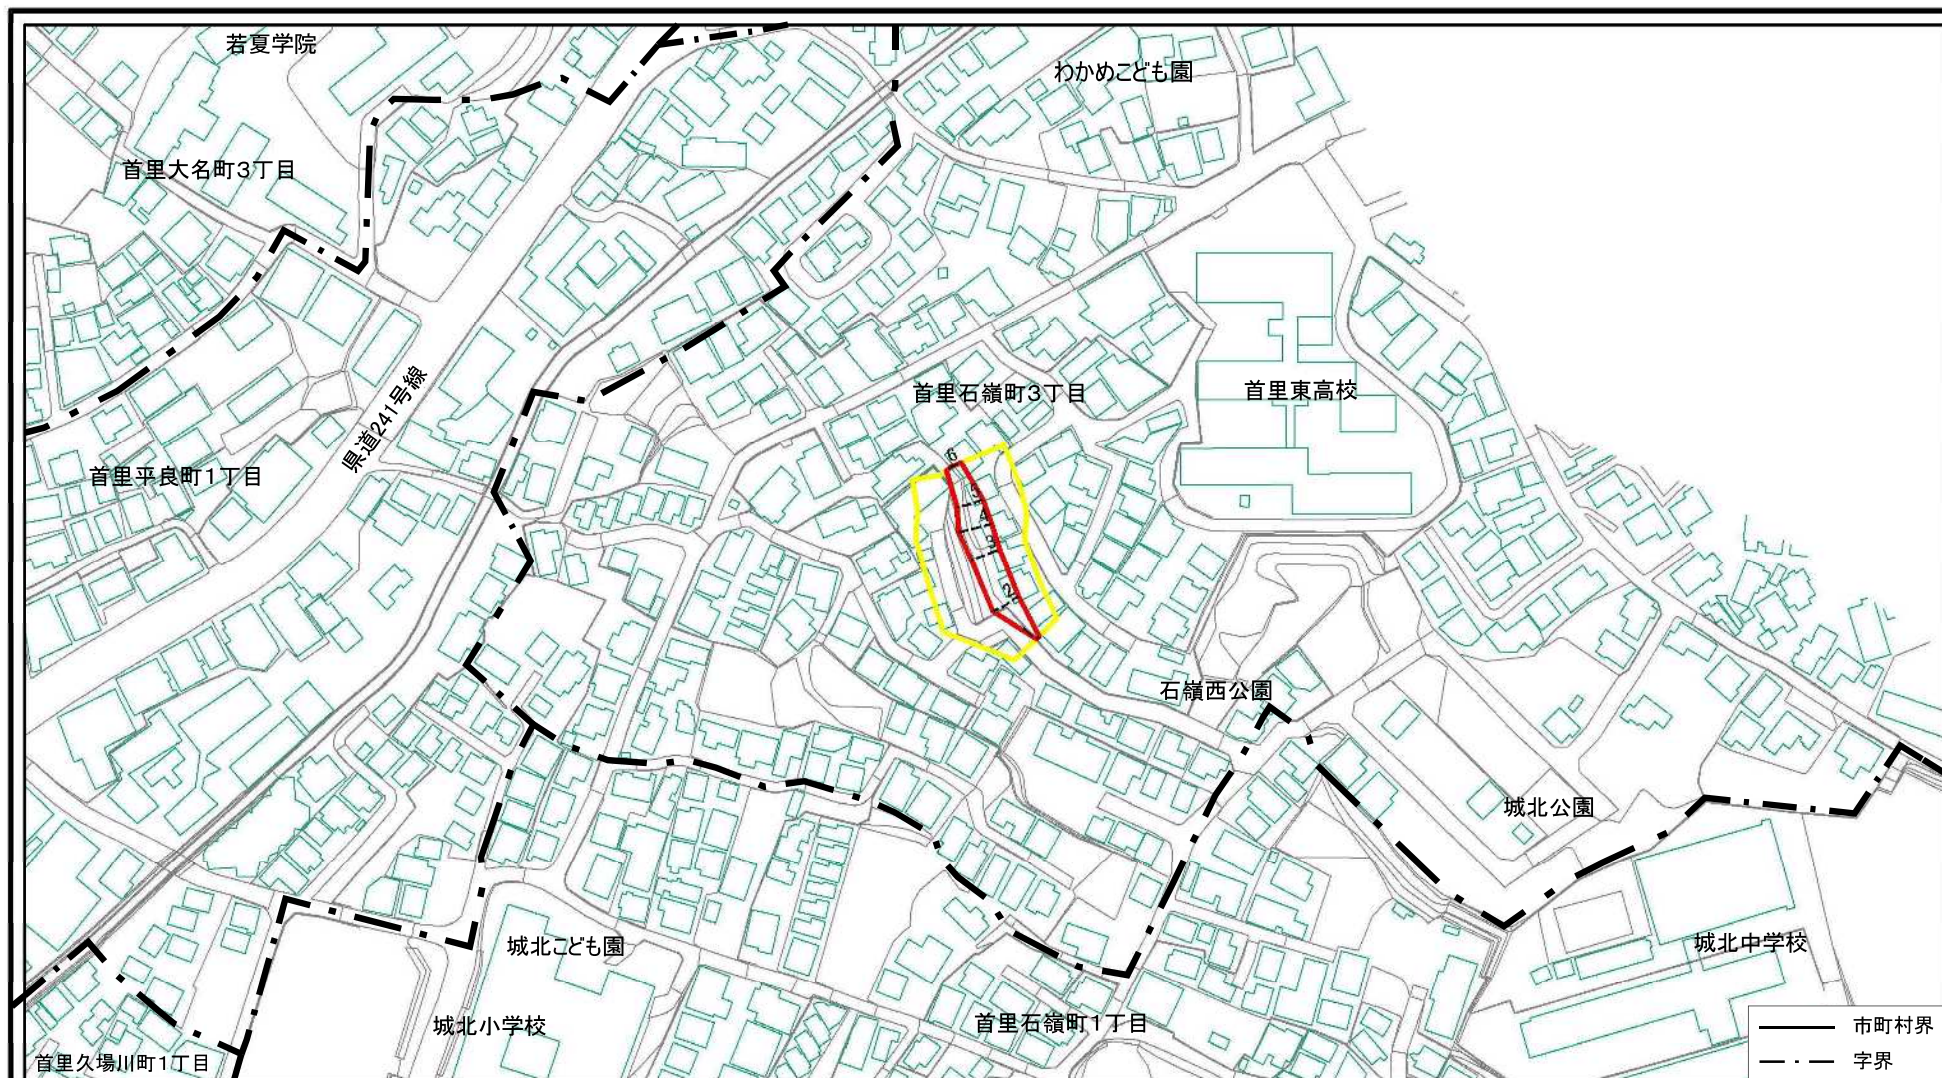 若夏学院
わかめこども園
首里大名町3丁目
首里石嶺町3丁目
首里東高校
県道241号線
首里平良町1丁目
6
5
4
3
2
石嶺西公園
城北公園
城北こども園
城北中学校
城北小学校
首里石嶺町1丁目
市町村界
首里久場川町1丁目
字界